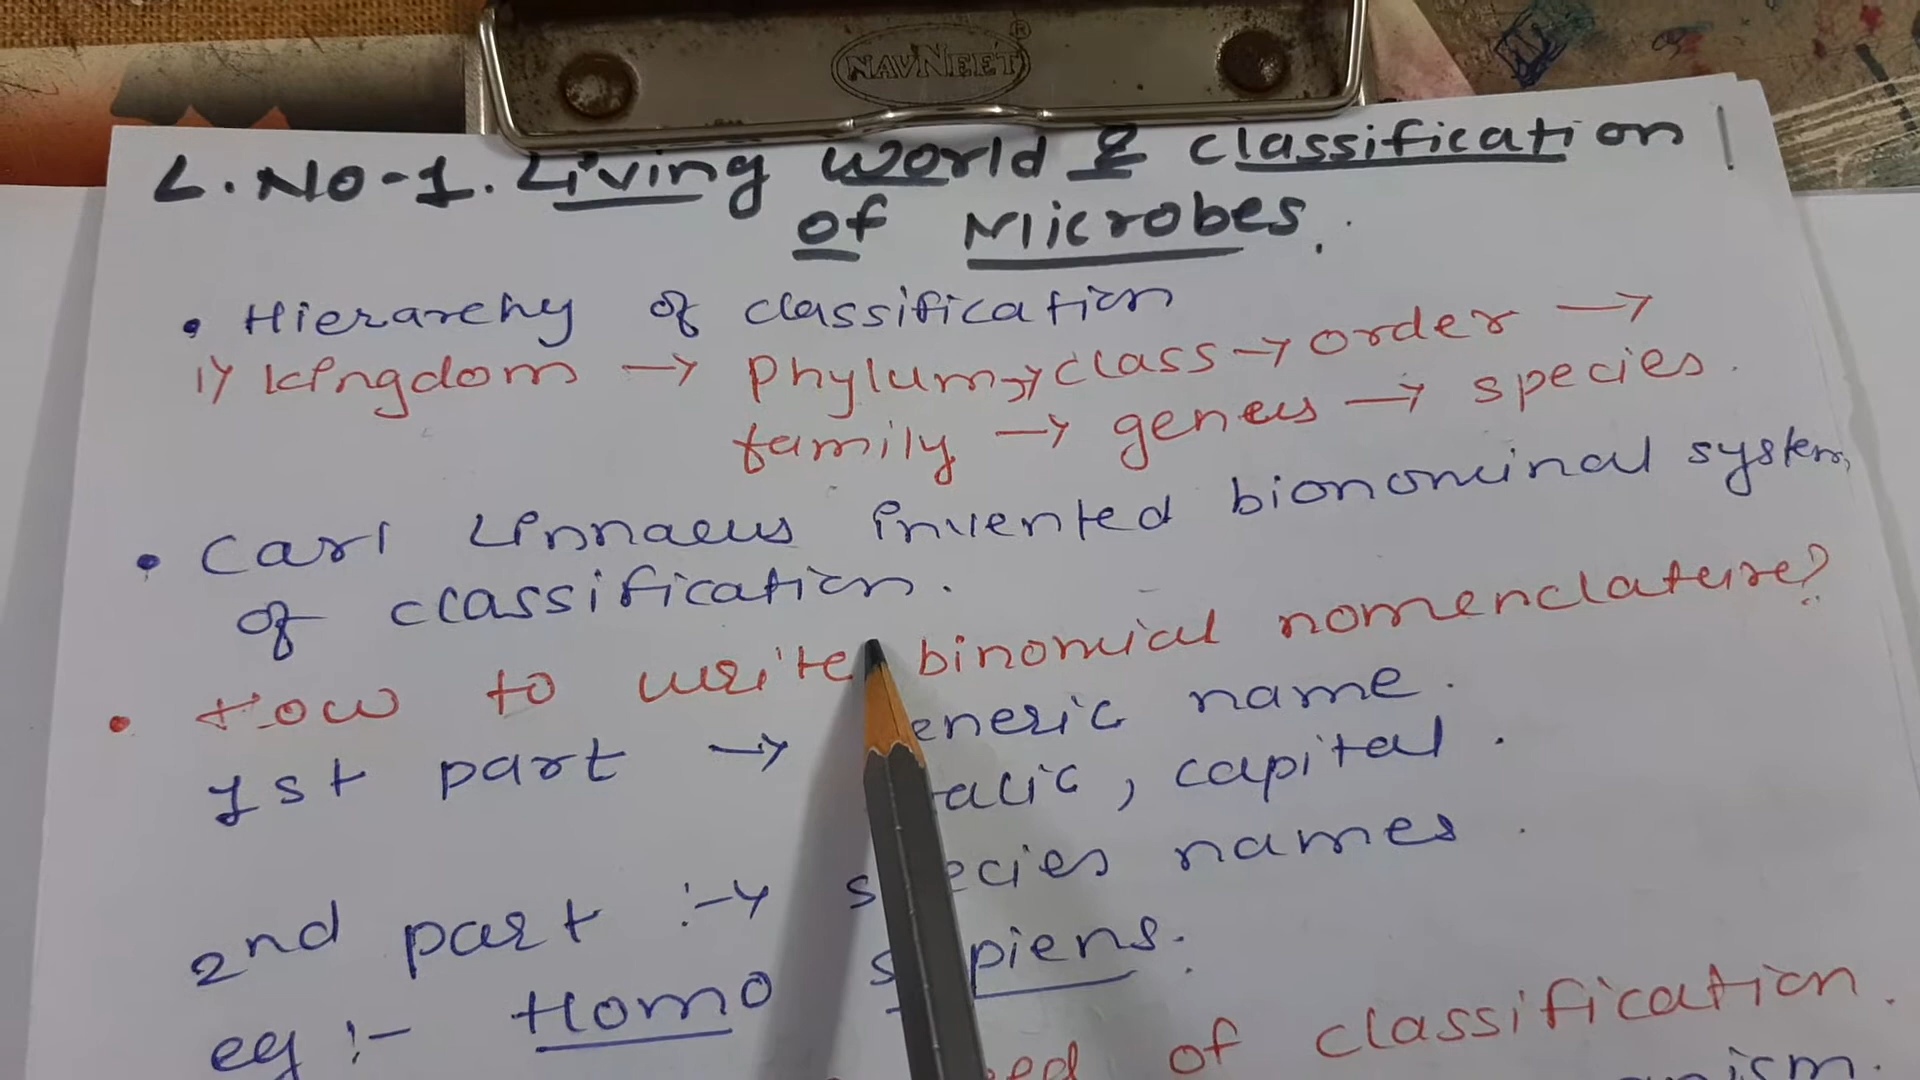 NAVNEET®
L. No-1. Living world & classification
of Microbes.
• Hierarchy of classification
1) kingdom → phylum → class → order →
family → genus → species.
• Carl Linnaeus invented bionominal system
of classification.
• How to write binomial nomenclature?
1st part → eneric name.
alic, capital.
2nd part :→ s ecies names.
eg :- Homo s piens.
of classification.